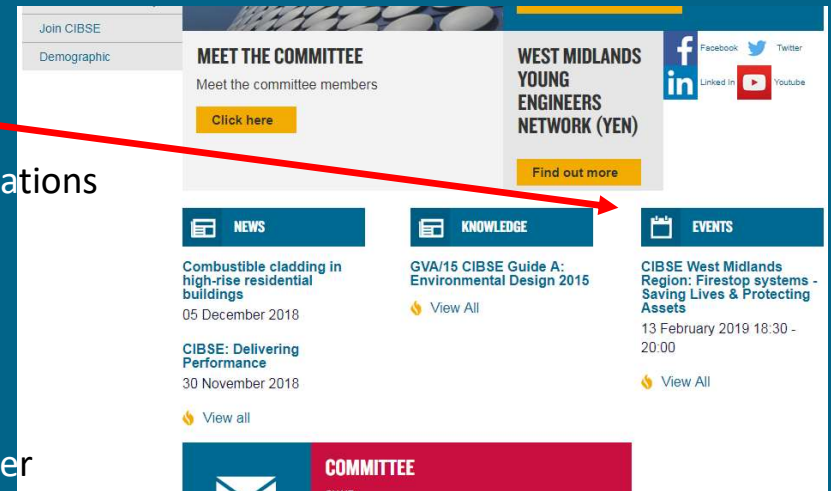 Join CIBSE
Demographic
MEET THE COMMITTEE
Meet the committee members
Click here
WEST MIDLANDS
YOUNG
ENGINEERS
NETWORK (YEN)
Find out more
Facebook
Twitter
in
Linked In
Youtube
ations
NEWS
Combustible cladding in
high-rise residential
buildings
05 December 2018
CIBSE: Delivering
Performance
30 November 2018
View all
KNOWLEDGE
GVA/15 CIBSE Guide A:
Environmental Design 2015
View All
EVENTS
CIBSE West Midlands
Region: Firestop systems -
Saving Lives & Protecting
Assets
13 February 2019 18:30 -
20:00
View All
er
COMMITTEE